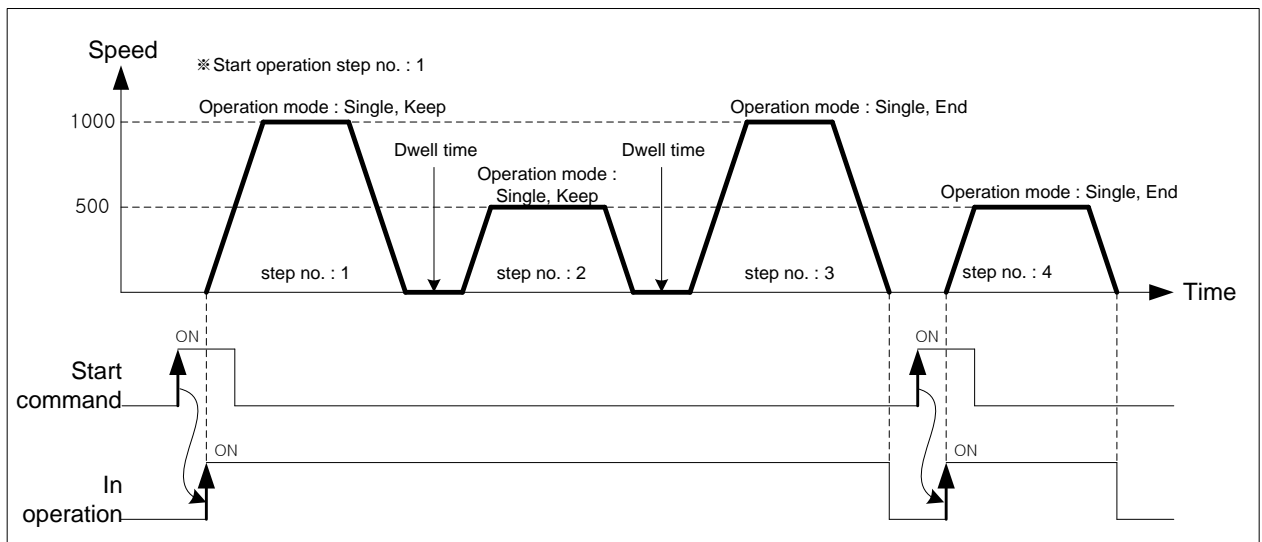 Speed
※Start operation step no. : 1
Operation mode : Single, Keep
Operation mode : Single, End
1000
Dwell time
Dwell time
Operation mode :
Single, Keep
Operation mode : Single, End
500
step no. : 1
step no. : 2
step no. : 3
step no. : 4
Time
ON
ON
Start
command
ON
ON
In
operation